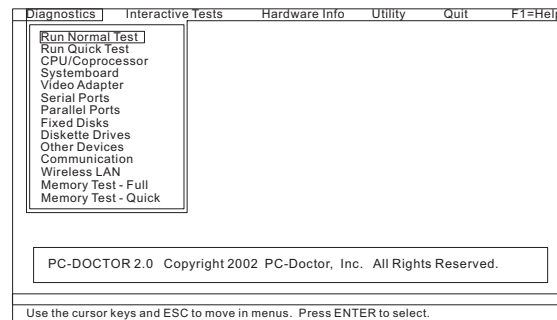 Diagnostics Interactive Tests Hardware Info Utility Quit F1=Help
Run Normal Test
Run Quick Test
CPU/Coprocessor
Systemboard
Video Adapter
Serial Ports
Parallel Ports
Fixed Disks
Diskette Drives
Other Devices
Communication
Wireless LAN
Memory Test - Full
Memory Test - Quick
PC-DOCTOR 2.0 Copyright 2002 PC-Doctor, Inc. All Rights Reserved.
Use the cursor keys and ESC to move in menus. Press ENTER to select.